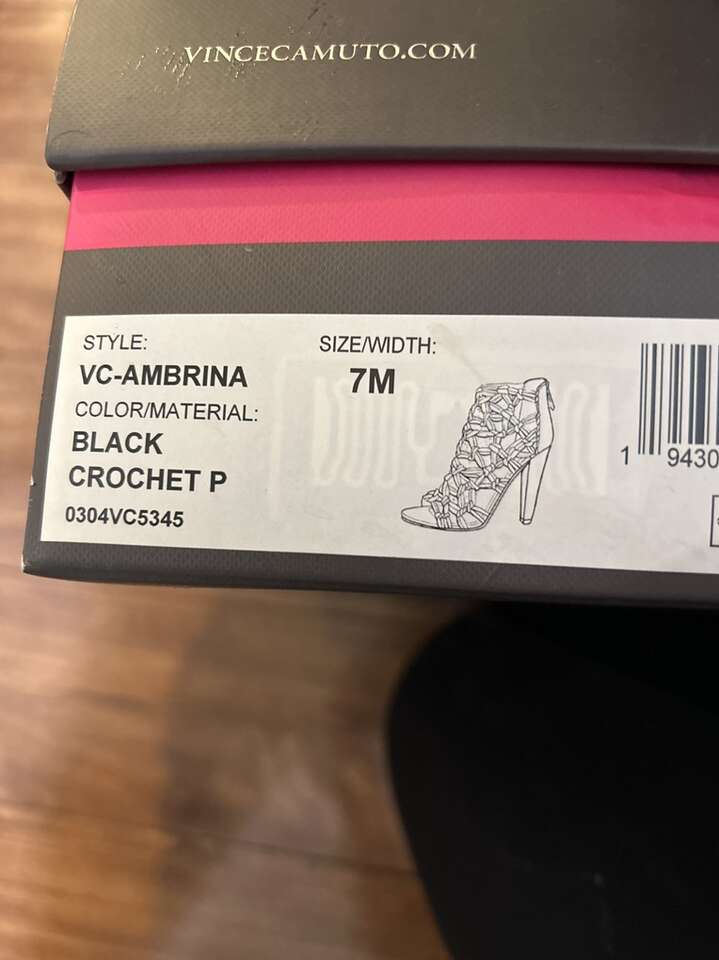 VINCECAMUTO.COM
STYLE:
VC-AMBRINA
SIZE/WIDTH:
7M
COLOR/MATERIAL:
BLACK
CROCHET P
0304VC5345
1 9430